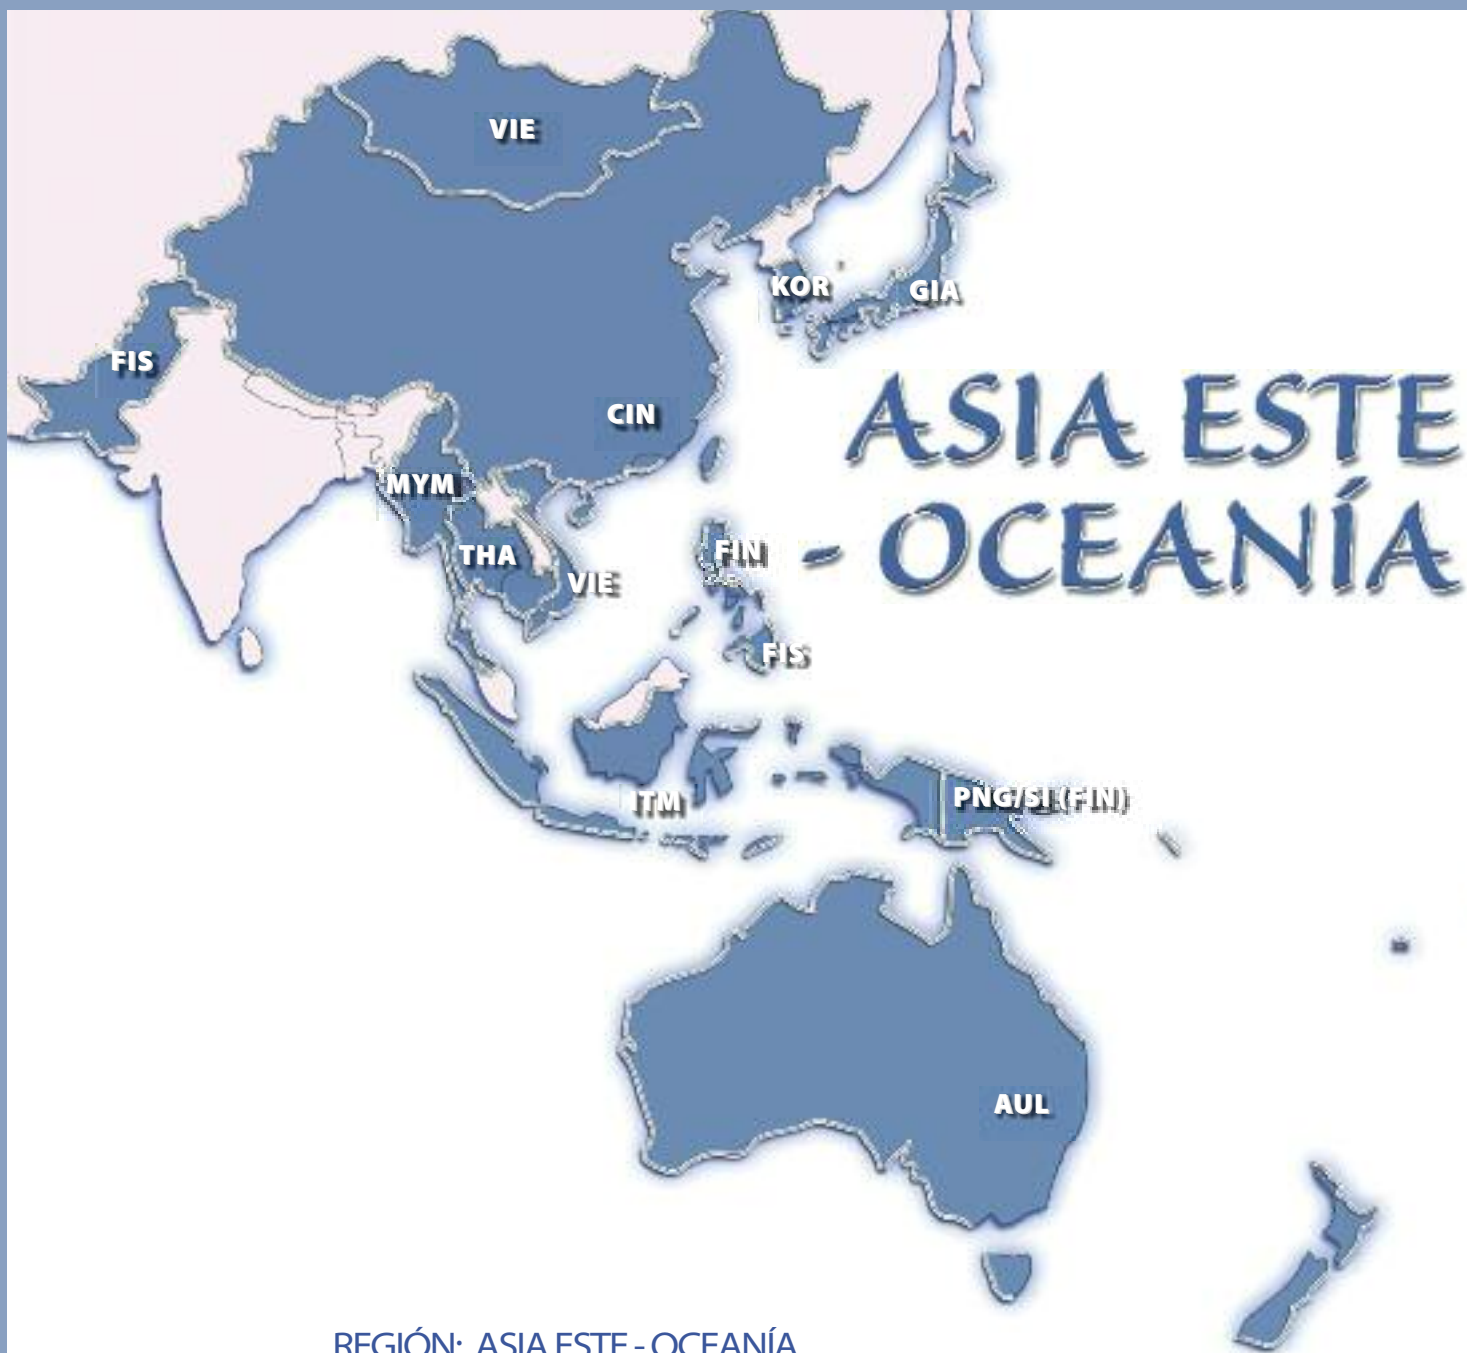 VIE
KOR
GIA
FIS
CIN
ASIA ESTE
- OCEANÍA
MYM
THA
FIN
VIE
FIS
ITM
PNG/SI (FIN)
AUL
REGIÓN: ASIA ESTE - OCEANÍA